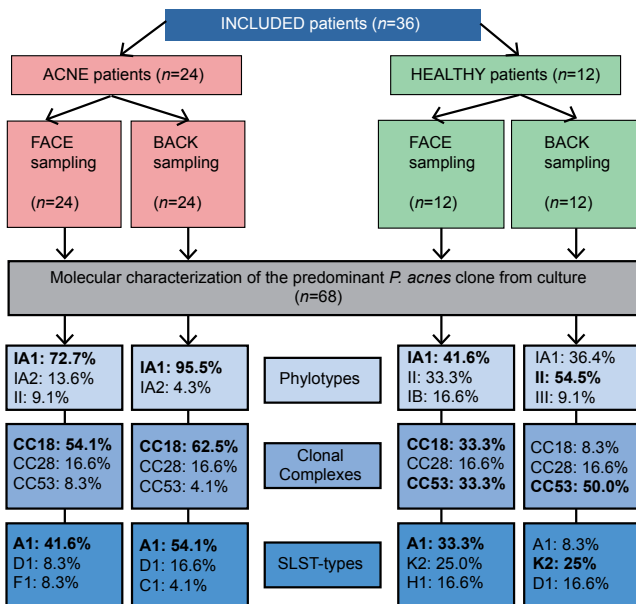 INCLUDED patients (n=36)
ACNE patients (n=24)
HEALTHY patients (n=12)
FACE
sampling
(n=24)
BACK
sampling
(n=24)
FACE
sampling
(n=12)
BACK
sampling
(n=12)
Molecular characterization of the predominant P. acnes clone from culture
(n=68)
IA1: 72.7%
IA2: 13.6%
II: 9.1%
IA1: 95.5%
IA2: 4.3%
Phylotypes
IA1: 41.6%
II: 33.3%
IB: 16.6%
IA1: 36.4%
II: 54.5%
III: 9.1%
CC18: 54.1%
CC28: 16.6%
CC53: 8.3%
CC18: 62.5%
CC28: 16.6%
CC53: 4.1%
Clonal
Complexes
CC18: 33.3%
CC28: 16.6%
CC53: 33.3%
CC18: 8.3%
CC28: 16.6%
CC53: 50.0%
A1: 41.6%
D1: 8.3%
F1: 8.3%
A1: 54.1%
D1: 16.6%
C1: 4.1%
SLST-types
A1: 33.3%
K2: 25.0%
H1: 16.6%
A1: 8.3%
K2: 25%
D1: 16.6%